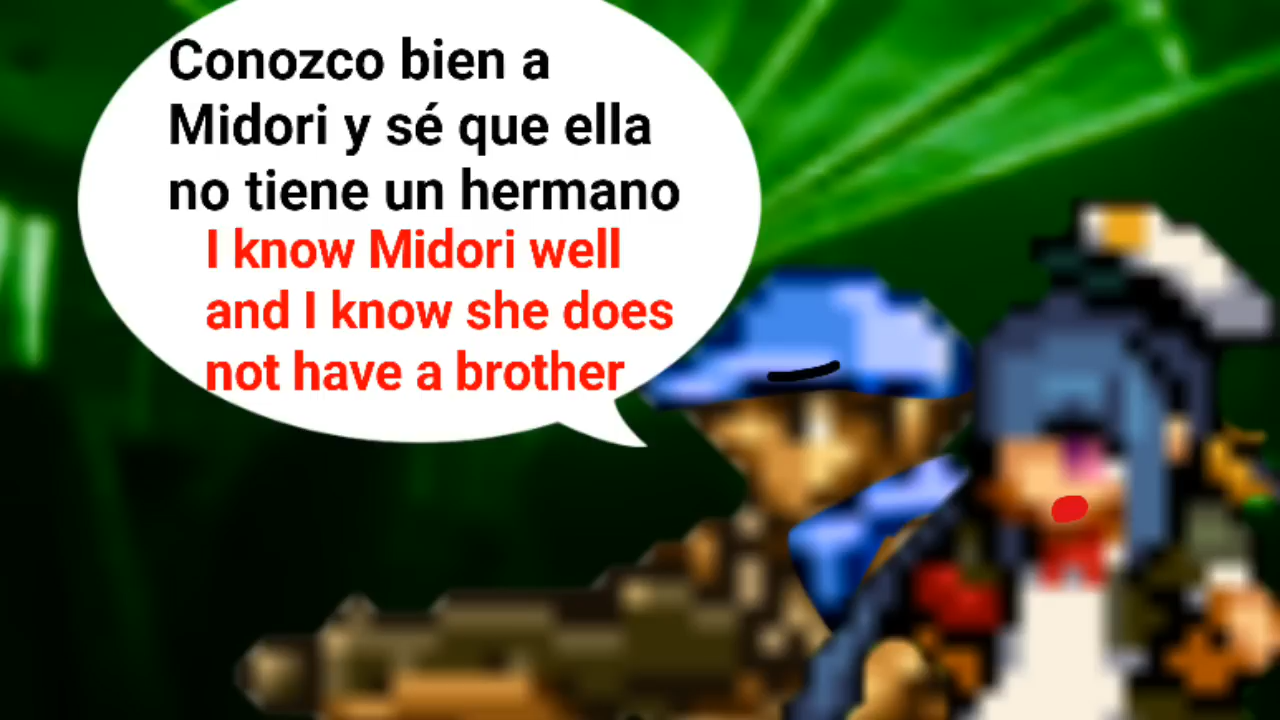 Conozco bien a
Midori y sé que ella
no tiene un hermano
I know Midori well
and I know she does
not have a brother